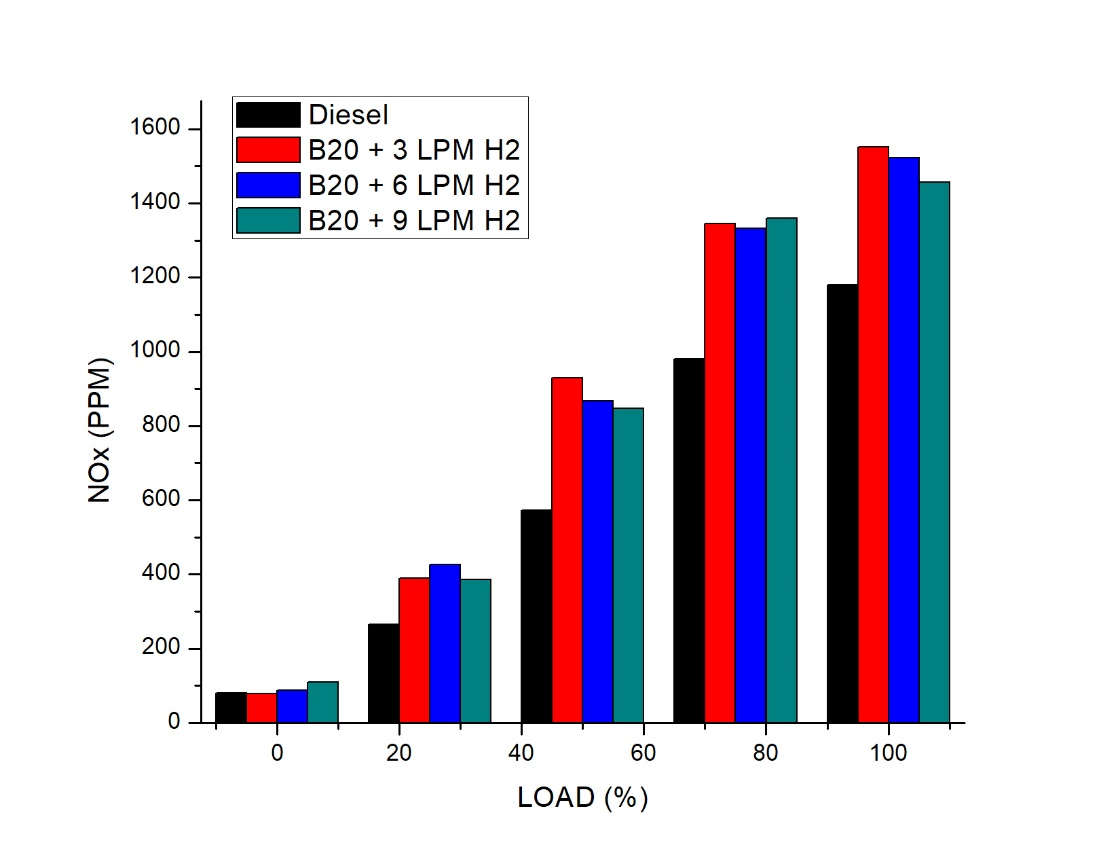 Diesel
B20 + 3 LPM H2
B20 + 6 LPM H2
B20 + 9 LPM H2
1600
1400
1200
1000
800
600
400
200
0
NOx (PPM)
0 20 40 60 80 100
LOAD (%)